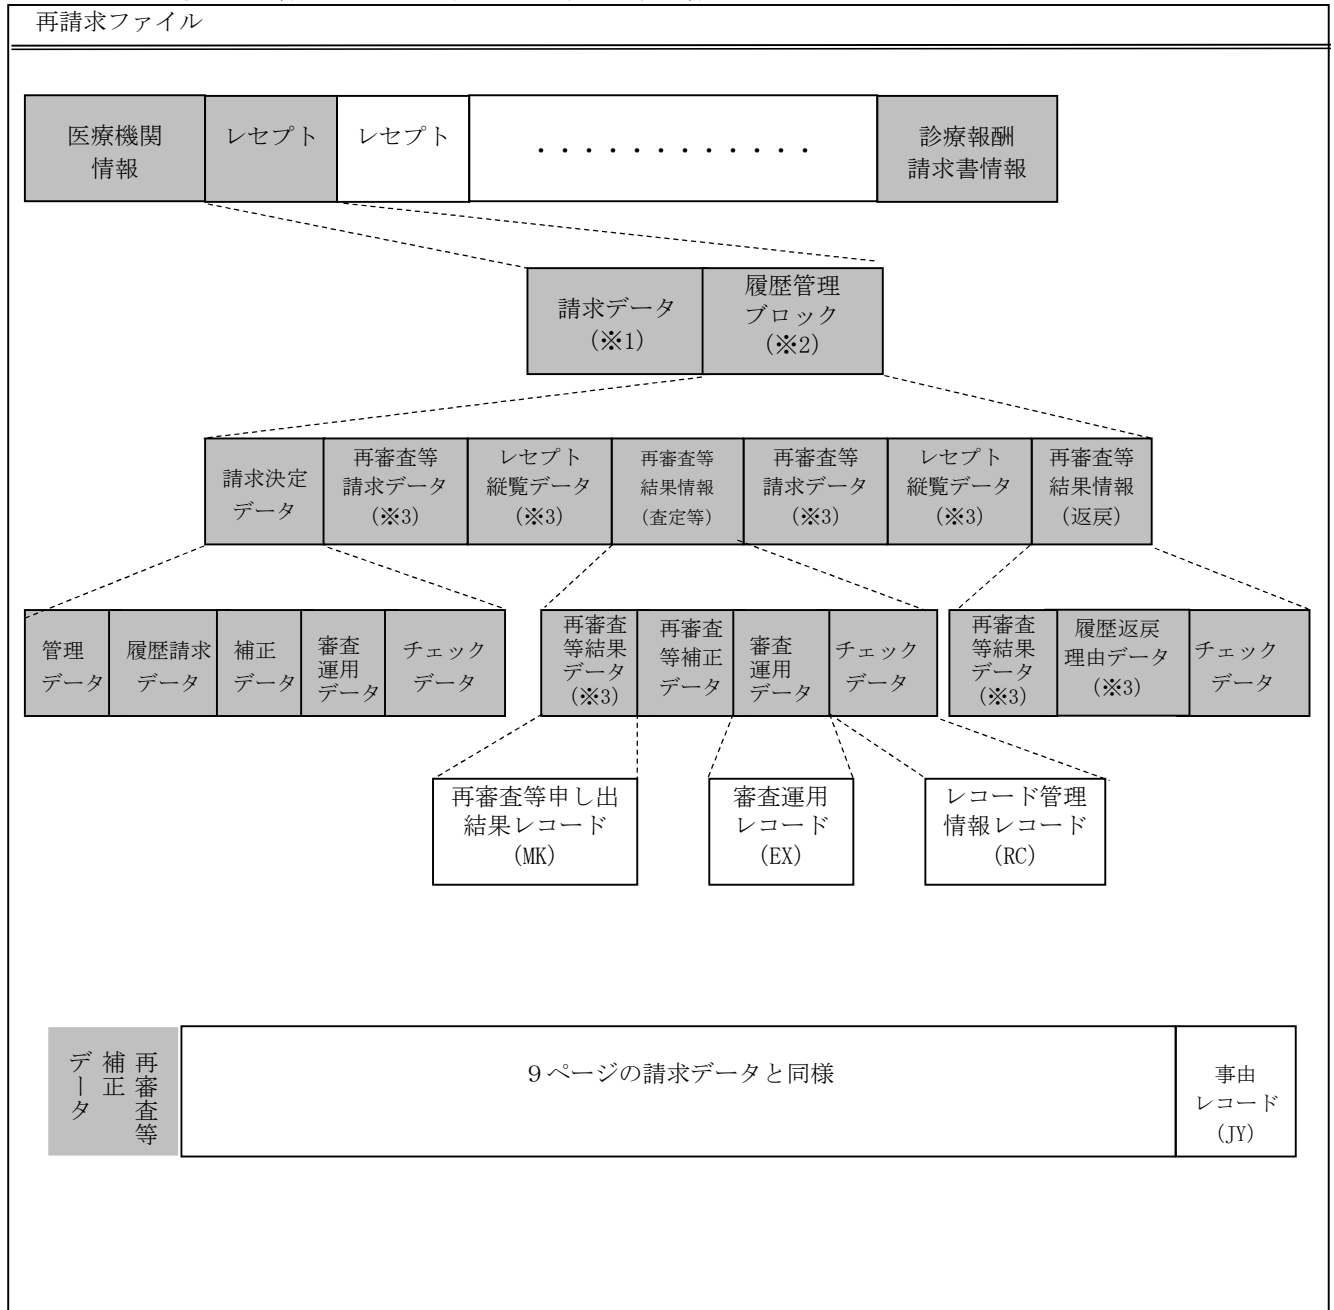 再請求ファイル
医療機関
情報
レセプト
レセプト
・・・・・・・・・・・・
診療報酬
請求書情報
請求データ
(※1)
履歴管理
ブロック
(※2)
請求決定
データ
再審査等
請求データ
(※3)
レセプト
縦覧データ
(※3)
再審査等
結果情報
(査定等)
再審査等
請求データ
(※3)
レセプト
縦覧データ
(※3)
再審査等
結果情報
(返戻)
管理
データ
履歴請求
データ
補正
データ
審査
運用
データ
チェック
データ
再審査
等結果
データ
(※3)
再審査
等補正
データ
審査
運用
データ
チェック
データ
再審査
等結果
データ
(※3)
履歴返戻
理由データ
(※3)
チェック
データ
再審査等申し出
結果レコード
(MK)
審査運用
レコード
(EX)
レコード管理
情報レコード
(RC)
再審査等
補正
データ
9ページの請求データと同様
事由
レコード
(JY)